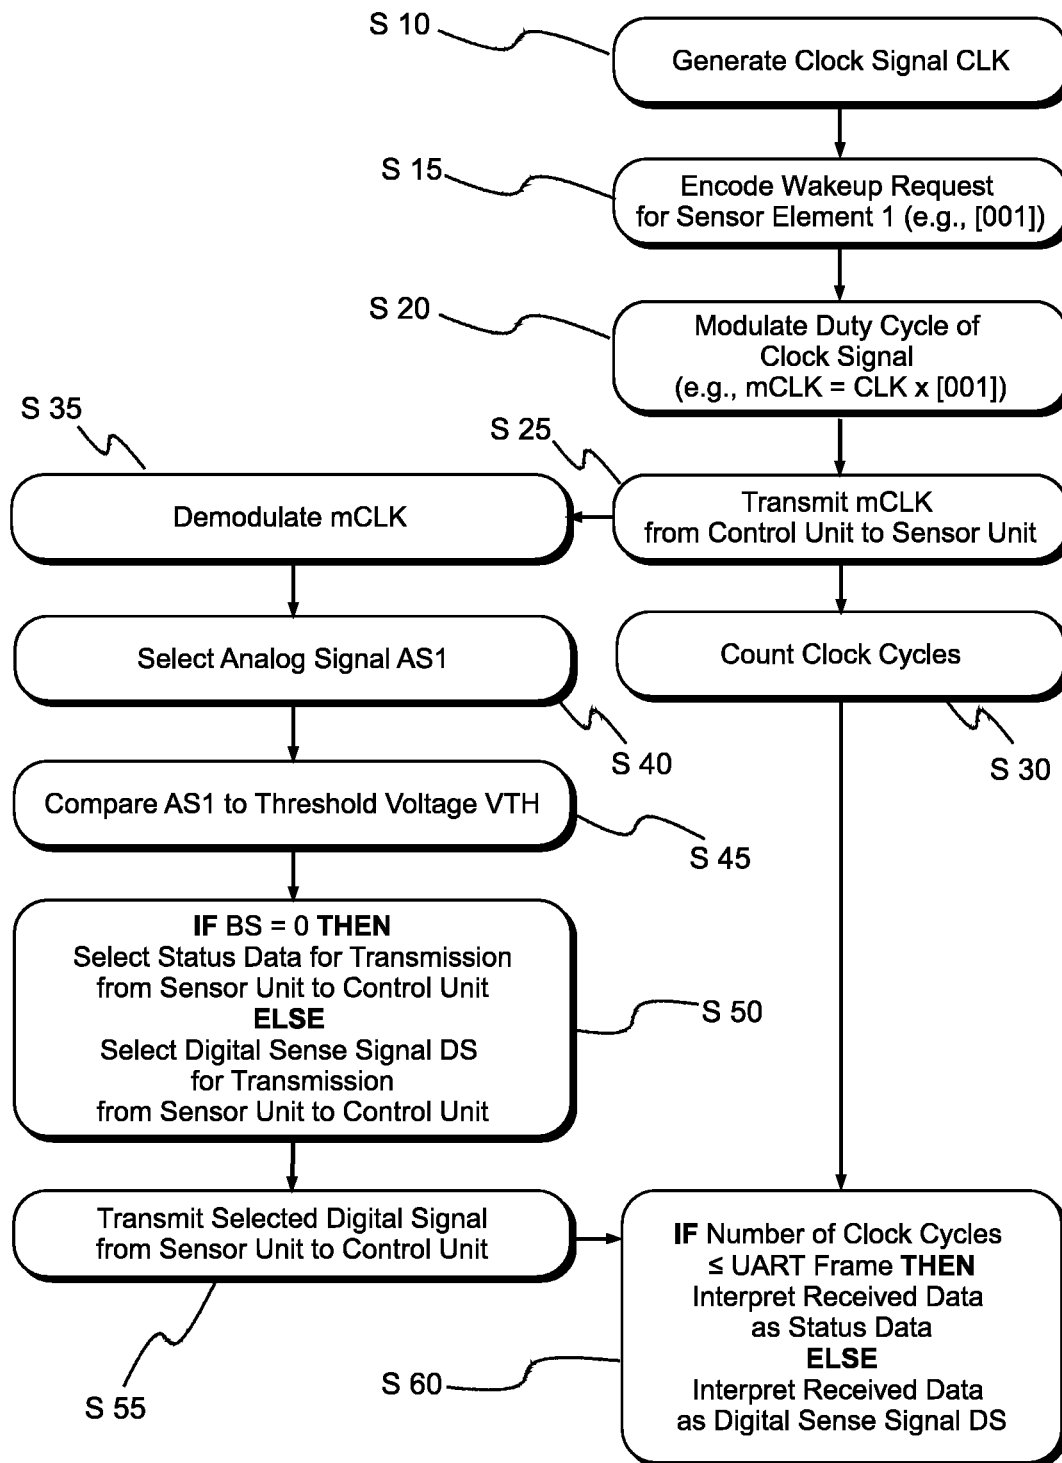 S 10
Generate Clock Signal CLK
S 15
Encode Wakeup Request
for Sensor Element 1 (e.g., [001])
S 20
Modulate Duty Cycle of
Clock Signal
(e.g., mCLK = CLK x [001])
S 25
Transmit mCLK
from Control Unit to Sensor Unit
S 35
Demodulate mCLK
Count Clock Cycles
S 30
Select Analog Signal AS1
S 40
Compare AS1 to Threshold Voltage VTH
S 45
IF BS = 0 THEN
Select Status Data for Transmission
from Sensor Unit to Control Unit
ELSE
Select Digital Sense Signal DS
for Transmission
from Sensor Unit to Control Unit
S 50
Transmit Selected Digital Signal
from Sensor Unit to Control Unit
S 55
IF Number of Clock Cycles
≤ UART Frame THEN
Interpret Received Data
as Status Data
ELSE
Interpret Received Data
as Digital Sense Signal DS
S 60